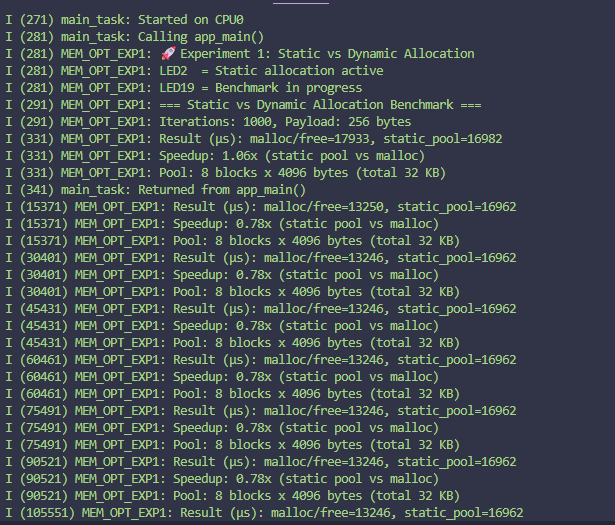 I (271) main_task: Started on CPU0
I (281) main_task: Calling app_main()
I (281) MEM_OPT_EXP1: 🚀 Experiment 1: Static vs Dynamic Allocation
I (281) MEM_OPT_EXP1: LED2  = Static allocation active
I (281) MEM_OPT_EXP1: LED19 = Benchmark in progress
I (291) MEM_OPT_EXP1: === Static vs Dynamic Allocation Benchmark ===
I (291) MEM_OPT_EXP1: Iterations: 1000, Payload: 256 bytes
I (331) MEM_OPT_EXP1: Result (µs): malloc/free=17933, static_pool=16982
I (331) MEM_OPT_EXP1: Speedup: 1.06x (static pool vs malloc)
I (331) MEM_OPT_EXP1: Pool: 8 blocks x 4096 bytes (total 32 KB)
I (341) main_task: Returned from app_main()
I (15371) MEM_OPT_EXP1: Result (µs): malloc/free=13250, static_pool=16962
I (15371) MEM_OPT_EXP1: Speedup: 0.78x (static pool vs malloc)
I (15371) MEM_OPT_EXP1: Pool: 8 blocks x 4096 bytes (total 32 KB)
I (30401) MEM_OPT_EXP1: Result (µs): malloc/free=13246, static_pool=16962
I (30401) MEM_OPT_EXP1: Speedup: 0.78x (static pool vs malloc)
I (30401) MEM_OPT_EXP1: Pool: 8 blocks x 4096 bytes (total 32 KB)
I (45431) MEM_OPT_EXP1: Result (µs): malloc/free=13246, static_pool=16962
I (45431) MEM_OPT_EXP1: Speedup: 0.78x (static pool vs malloc)
I (45431) MEM_OPT_EXP1: Pool: 8 blocks x 4096 bytes (total 32 KB)
I (60461) MEM_OPT_EXP1: Result (µs): malloc/free=13246, static_pool=16962
I (60461) MEM_OPT_EXP1: Speedup: 0.78x (static pool vs malloc)
I (60461) MEM_OPT_EXP1: Pool: 8 blocks x 4096 bytes (total 32 KB)
I (75491) MEM_OPT_EXP1: Result (µs): malloc/free=13246, static_pool=16962
I (75491) MEM_OPT_EXP1: Speedup: 0.78x (static pool vs malloc)
I (75491) MEM_OPT_EXP1: Pool: 8 blocks x 4096 bytes (total 32 KB)
I (90521) MEM_OPT_EXP1: Result (µs): malloc/free=13246, static_pool=16962
I (90521) MEM_OPT_EXP1: Speedup: 0.78x (static pool vs malloc)
I (90521) MEM_OPT_EXP1: Pool: 8 blocks x 4096 bytes (total 32 KB)
I (105551) MEM_OPT_EXP1: Result (µs): malloc/free=13246, static_pool=16962